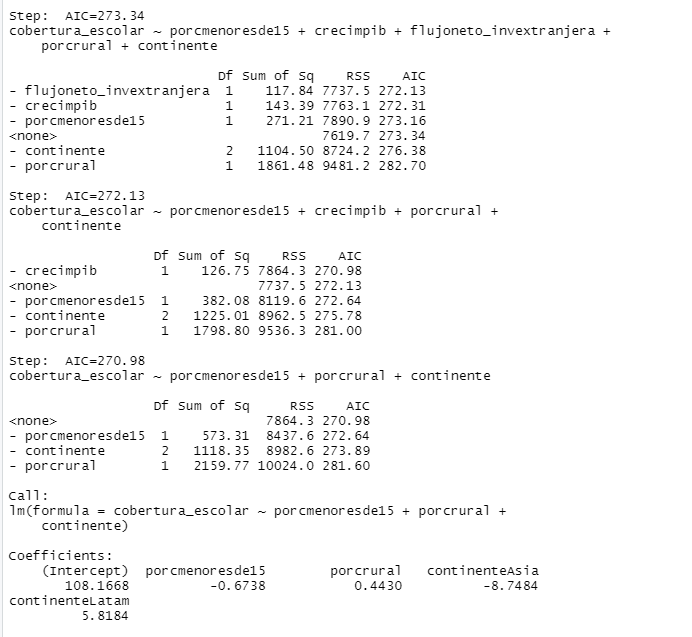 Step:  AIC=273.34
cobertura_escolar ~ porcmenoresde15 + crecimpib + flujoneto_invextranjera +
    porcrural + continente

                          Df Sum of Sq    RSS    AIC
- flujoneto_invextranjera  1    117.84 7737.5 272.13
- crecimpib                1    143.39 7763.1 272.31
- porcmenoresde15          1    271.21 7890.9 273.16
<none>                                 7619.7 273.34
- continente               2   1104.50 8724.2 276.38
- porcrural                1   1861.48 9481.2 282.70

Step:  AIC=272.13
cobertura_escolar ~ porcmenoresde15 + crecimpib + porcrural +
    continente

                  Df Sum of Sq    RSS    AIC
- crecimpib        1    126.75 7864.3 270.98
<none>                         7737.5 272.13
- porcmenoresde15  1    382.08 8119.6 272.64
- continente       2   1225.01 8962.5 275.78
- porcrural        1   1798.80 9536.3 281.00

Step:  AIC=270.98
cobertura_escolar ~ porcmenoresde15 + porcrural + continente

                  Df Sum of Sq     RSS    AIC
<none>                          7864.3 270.98
- porcmenoresde15  1    573.31  8437.6 272.64
- continente       2   1118.35  8982.6 273.89
- porcrural        1   2159.77 10024.0 281.60

Call:
lm(formula = cobertura_escolar ~ porcmenoresde15 + porcrural +
    continente)

Coefficients:
    (Intercept)  porcmenoresde15        porcrural   continenteAsia
       108.1668          -0.6738           0.4430          -8.7484
continenteLatam
         5.8184